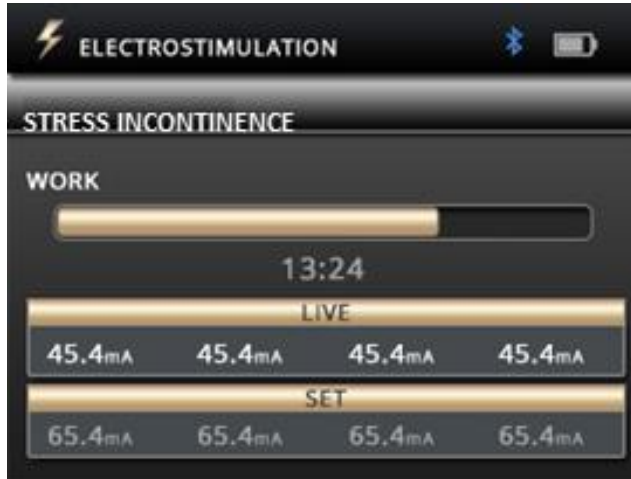 ELECTROSTIMULATION
STRESS INCONTINENCE
WORK
13:24
LIVE
45.4mA 45.4mA 45.4mA 45.4mA
SET
65.4mA 65.4mA 65.4mA 65.4mA